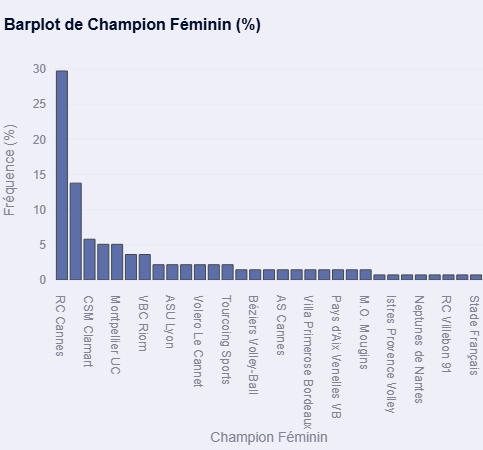 Barplot de Champion Féminin (%)
30
25
20
15
10
5
0
Fréquence (%)
RC Cannes
CSM Clamart
Montpellier UC
VBC Riom
ASU Lyon
Volero Le Cannet
Tourcoing Sports
Béziers Volley-Ball
AS Cannes
Villa Primerose Bordeaux
Pays d'Aix Venelles VB
M.O. Mougins
Istres Provence Volley
Neptunes de Nantes
RC Villebon 91
Stade Français
Champion Féminin